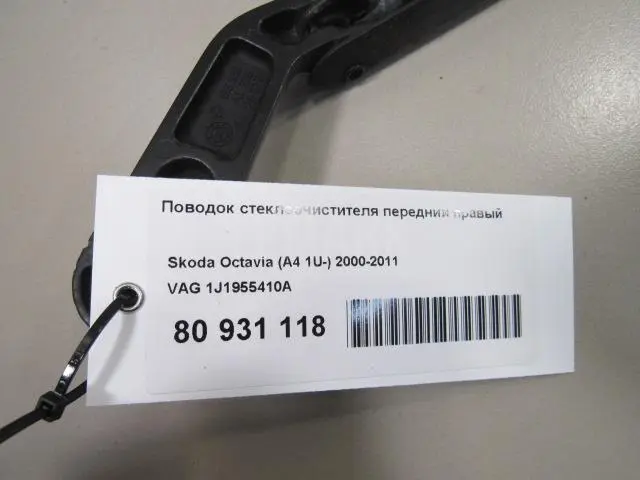 Поводок стеклоочистителя передний правый
Skoda Octavia (A4 1U-) 2000-2011
VAG 1J1955410A
80 931 118